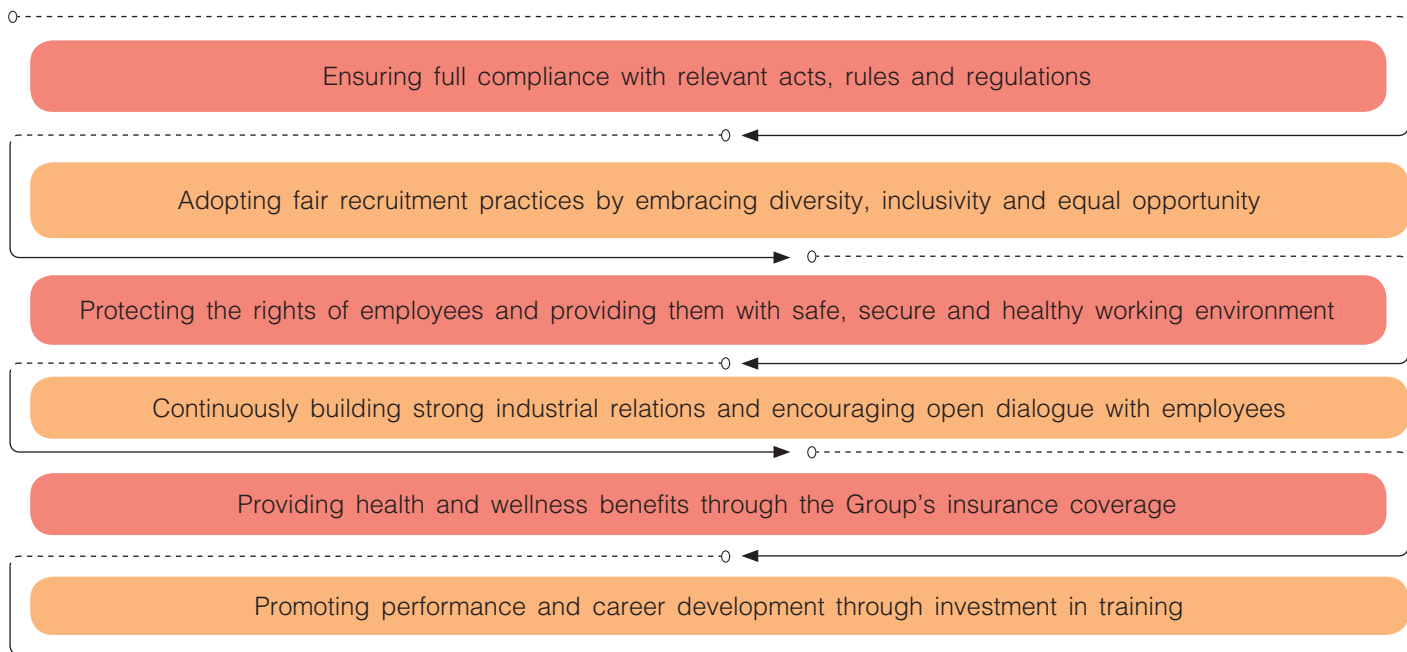 Ensuring full compliance with relevant acts, rules and regulations
Adopting fair recruitment practices by embracing diversity, inclusivity and equal opportunity
Protecting the rights of employees and providing them with safe, secure and healthy working environment
Continuously building strong industrial relations and encouraging open dialogue with employees
Providing health and wellness benefits through the Group’s insurance coverage
Promoting performance and career development through investment in training